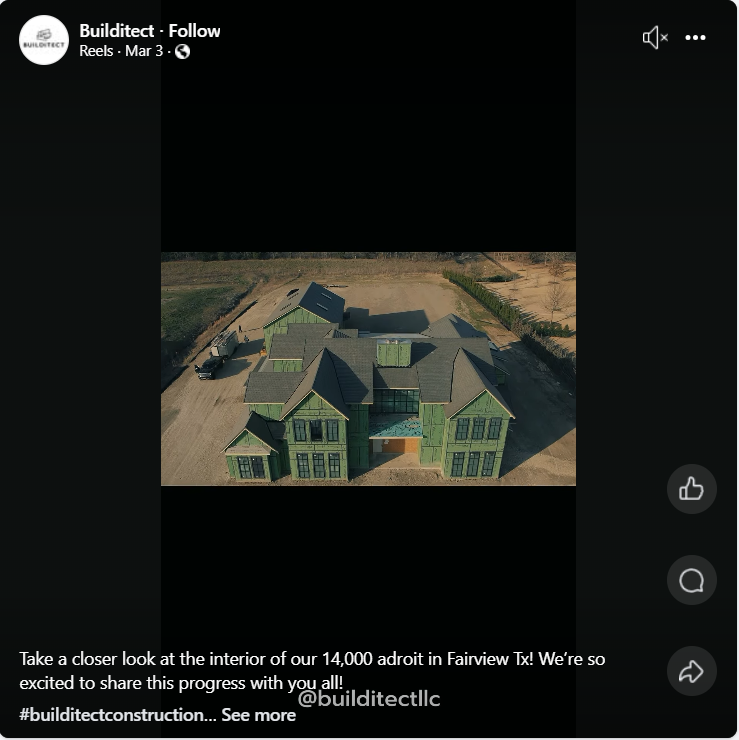 Builditect · Follow
Reels · Mar 3 ·
BUILDITECT
Take a closer look at the interior of our 14,000 adroit in Fairview Tx! We’re so
excited to share this progress with you all!
@builditectllc
#builditectconstruction... See more